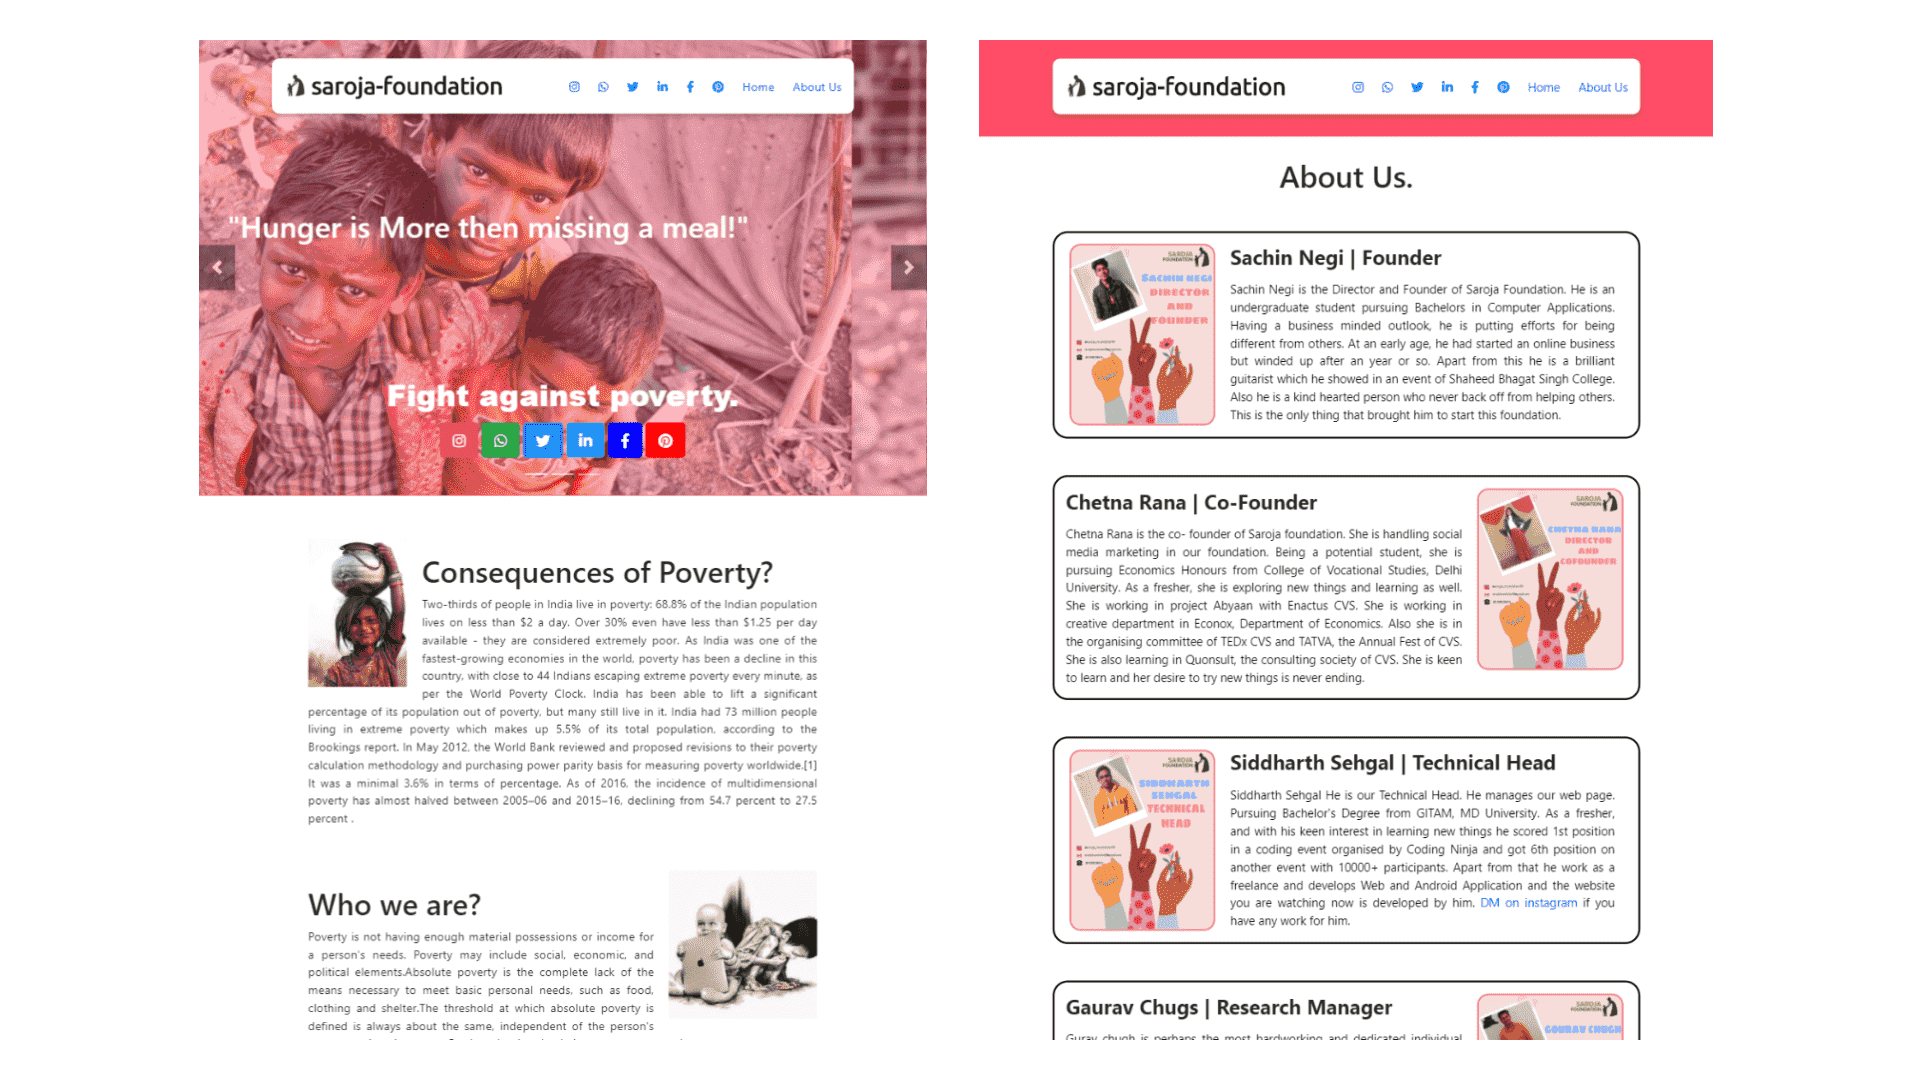 saroja-foundation
Home
About Us
"Hunger is More then missing a meal!"
Fight against poverty.
Consequences of Poverty?
Two-thirds of people in India live in poverty: 68.8% of the Indian population
lives on less than $2 a day. Over 30% even have less than $1.25 per day
available - they are considered extremely poor. As India was one of the
fastest-growing economies in the world, poverty has been a decline in this
country, with close to 44 Indians escaping extreme poverty every minute, as
per the World Poverty Clock. India has been able to lift a significant
percentage of its population out of poverty, but many still live in it. India had 73 million people
living in extreme poverty which makes up 5.5% of its total population, according to the
Brookings report. In May 2012, the World Bank reviewed and proposed revisions to their poverty
calculation methodology and purchasing power parity basis for measuring poverty worldwide.[1]
It was a minimal 3.6% in terms of percentage. As of 2016, the incidence of multidimensional
poverty has almost halved between 2005–06 and 2015–16, declining from 54.7 percent to 27.5
percent .
Who we are?
Poverty is not having enough material possessions or income for
a person's needs. Poverty may include social, economic, and
political elements.Absolute poverty is the complete lack of the
means necessary to meet basic personal needs, such as food,
clothing and shelter.The threshold at which absolute poverty is
defined is always about the same, independent of the person's
saroja-foundation
Home
About Us
About Us.
SAROJA
FOUNDATION
SACHIN NEGI
DIRECTOR
AND
FOUNDER
Sachin Negi | Founder
Sachin Negi is the Director and Founder of Saroja Foundation. He is an
undergraduate student pursuing Bachelors in Computer Applications.
Having a business minded outlook, he is putting efforts for being
different from others. At an early age, he had started an online business
but winded up after an year or so. Apart from this he is a brilliant
guitarist which he showed in an event of Shaheed Bhagat Singh College.
Also he is a kind hearted person who never back off from helping others.
This is the only thing that brought him to start this foundation.
Chetna Rana | Co-Founder
Chetna Rana is the co- founder of Saroja foundation. She is handling social
media marketing in our foundation. Being a potential student, she is
pursuing Economics Honours from College of Vocational Studies, Delhi
University. As a fresher, she is exploring new things and learning as well.
She is working in project Abyaan with Enactus CVS. She is working in
creative department in Econox, Department of Economics. Also she is in
the organising committee of TEDx CVS and TATVA, the Annual Fest of CVS.
She is also learning in Quonsult, the consulting society of CVS. She is keen
to learn and her desire to try new things is never ending.
SAROJA
FOUNDATION
CHETNA RANA
DIRECTOR
AND
COFOUNDER
SAROJA
FOUNDATION
SIDDHARTH
SEHGAL
TECHNICAL
HEAD
Siddharth Sehgal | Technical Head
Siddharth Sehgal He is our Technical Head. He manages our web page.
Pursuing Bachelor's Degree from GITAM, MD University. As a fresher,
and with his keen interest in learning new things he scored 1st position
in a coding event organised by Coding Ninja and got 6th position on
another event with 10000+ participants. Apart from that he work as a
freelance and develops Web and Android Application and the website
you are watching now is developed by him. DM on instagram if you
have any work for him.
Gaurav Chugs | Research Manager
Gurav chugh is perhaps the most hardworking and dedicated individual
SAROJA
FOUNDATION
GOURAV CHUGH